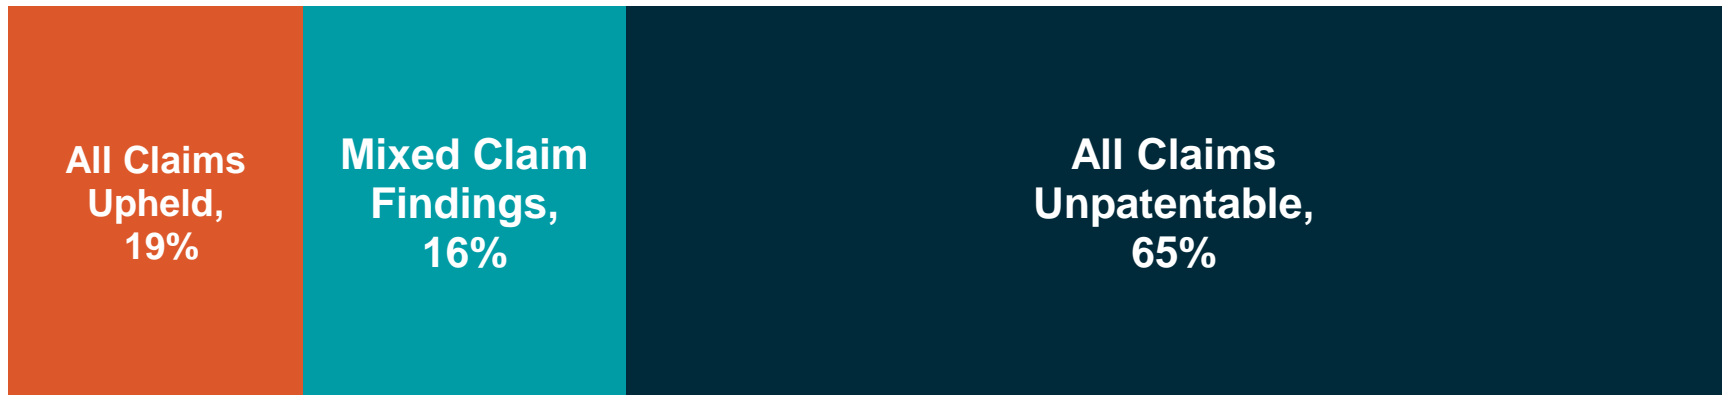 All Claims
Upheld,
19%
Mixed Claim
Findings,
16%
All Claims
Unpatentable,
65%